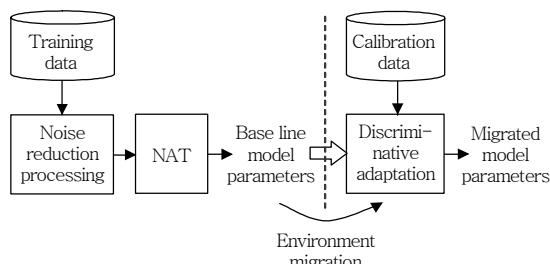 Training
data
Calibration
data
Noise
reduction
processing
NAT
Base line
model
parameters
Discrimi-
native
adaptation
Migrated
model
parameters
Environment
migration